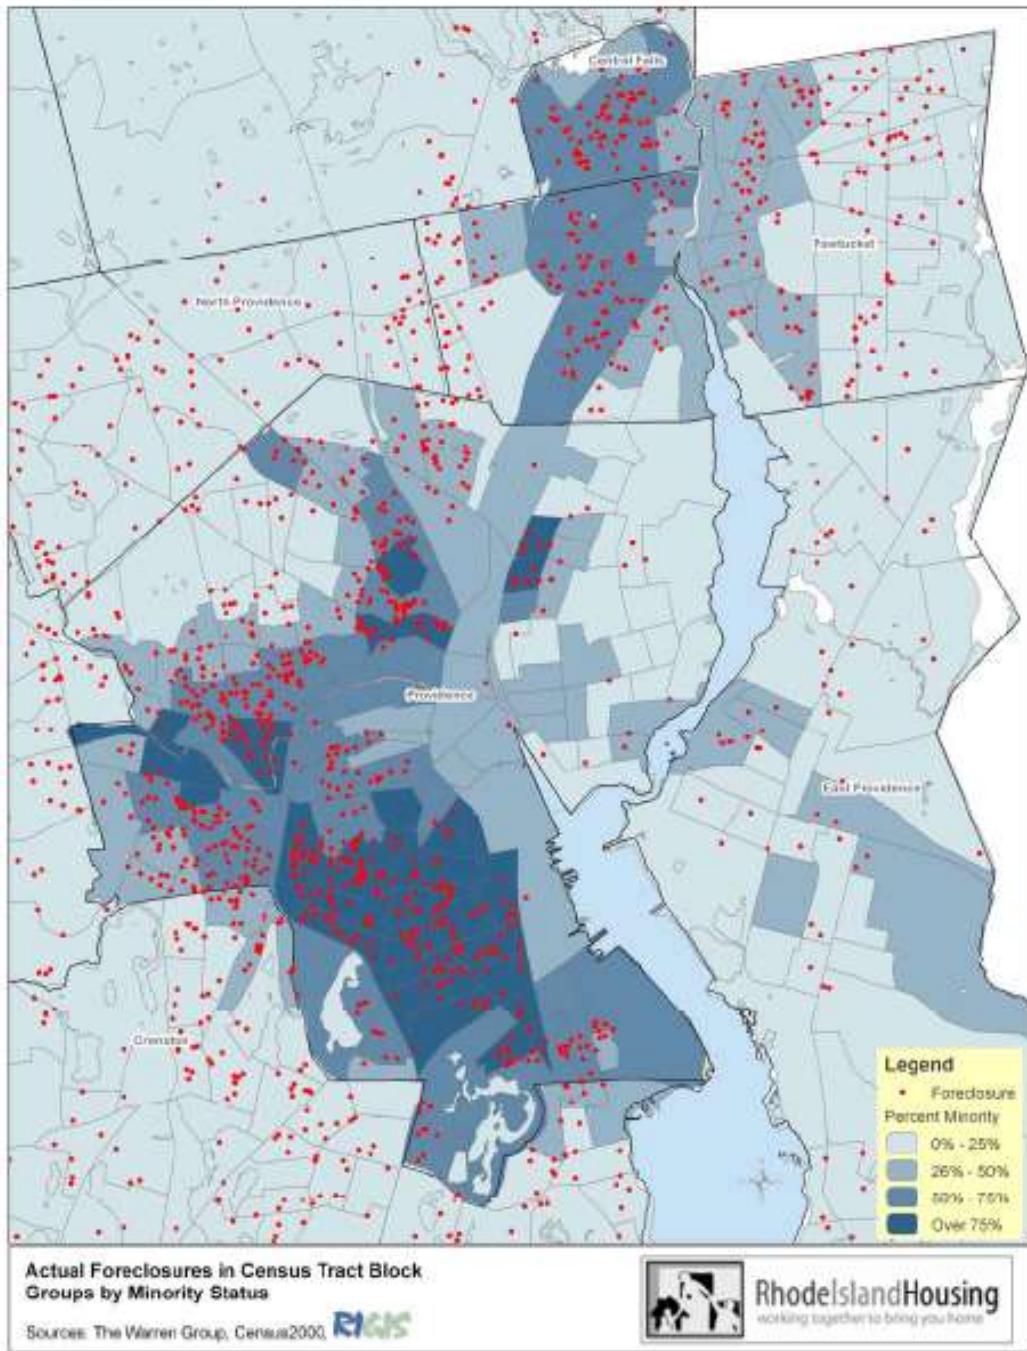 Central Falls
Pawtucket
North Providence
Providence
East Providence
Cranston
Legend
Foreclosure
Percent Minority
0% - 25%
26% - 50%
50% - 75%
Over 75%
Actual Foreclosures in Census Tract Block
Groups by Minority Status
Sources: The Warren Group, Census2000, RIGIS
RhodeIslandHousing
working together to bring you home